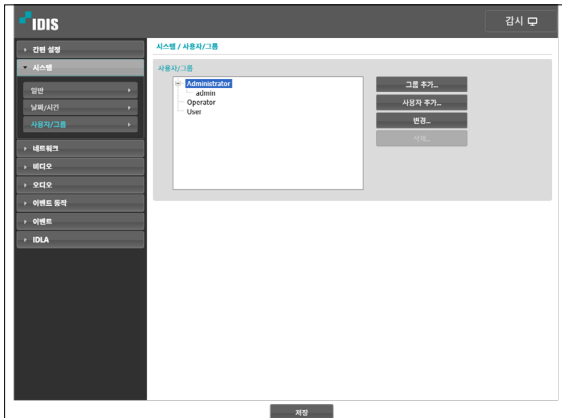 IDIS
감시
간편 설정
시스템 / 사용자/그룹
시스템
사용자/그룹
Administrator
그룹 추가...
admin
일반
Operator
사용자 추가...
날짜/시간
User
변경...
사용자/그룹
삭제...
네트워크
비디오
오디오
이벤트 동작
이벤트
IDLA
저장